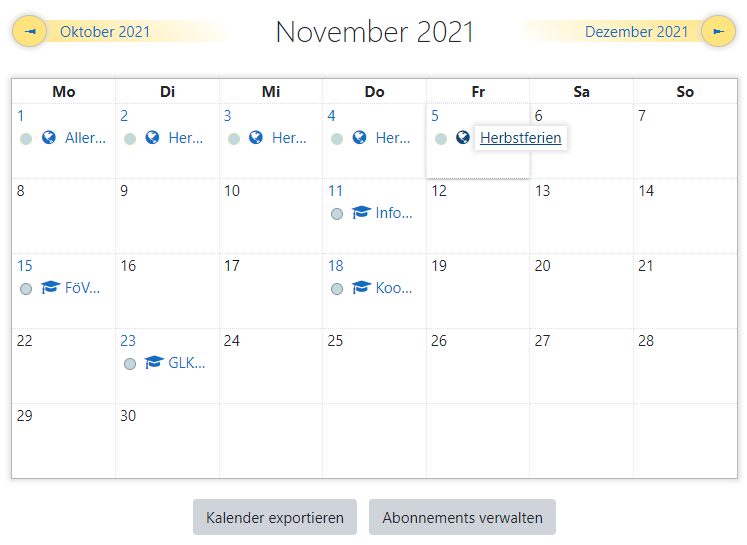 Oktober 2021 November 2021 Dezember 2021
Mo Di Mi Do Fr Sa So
1 2 3 4 5 6 7
Aller... Her... Her... Her... Herbstferien
8 9 10 11 12 13 14
Info...
15 16 17 18 19 20 21
FöV... Koo...
22 23 24 25 26 27 28
GLK...
29 30
Kalender exportieren Abonnements verwalten